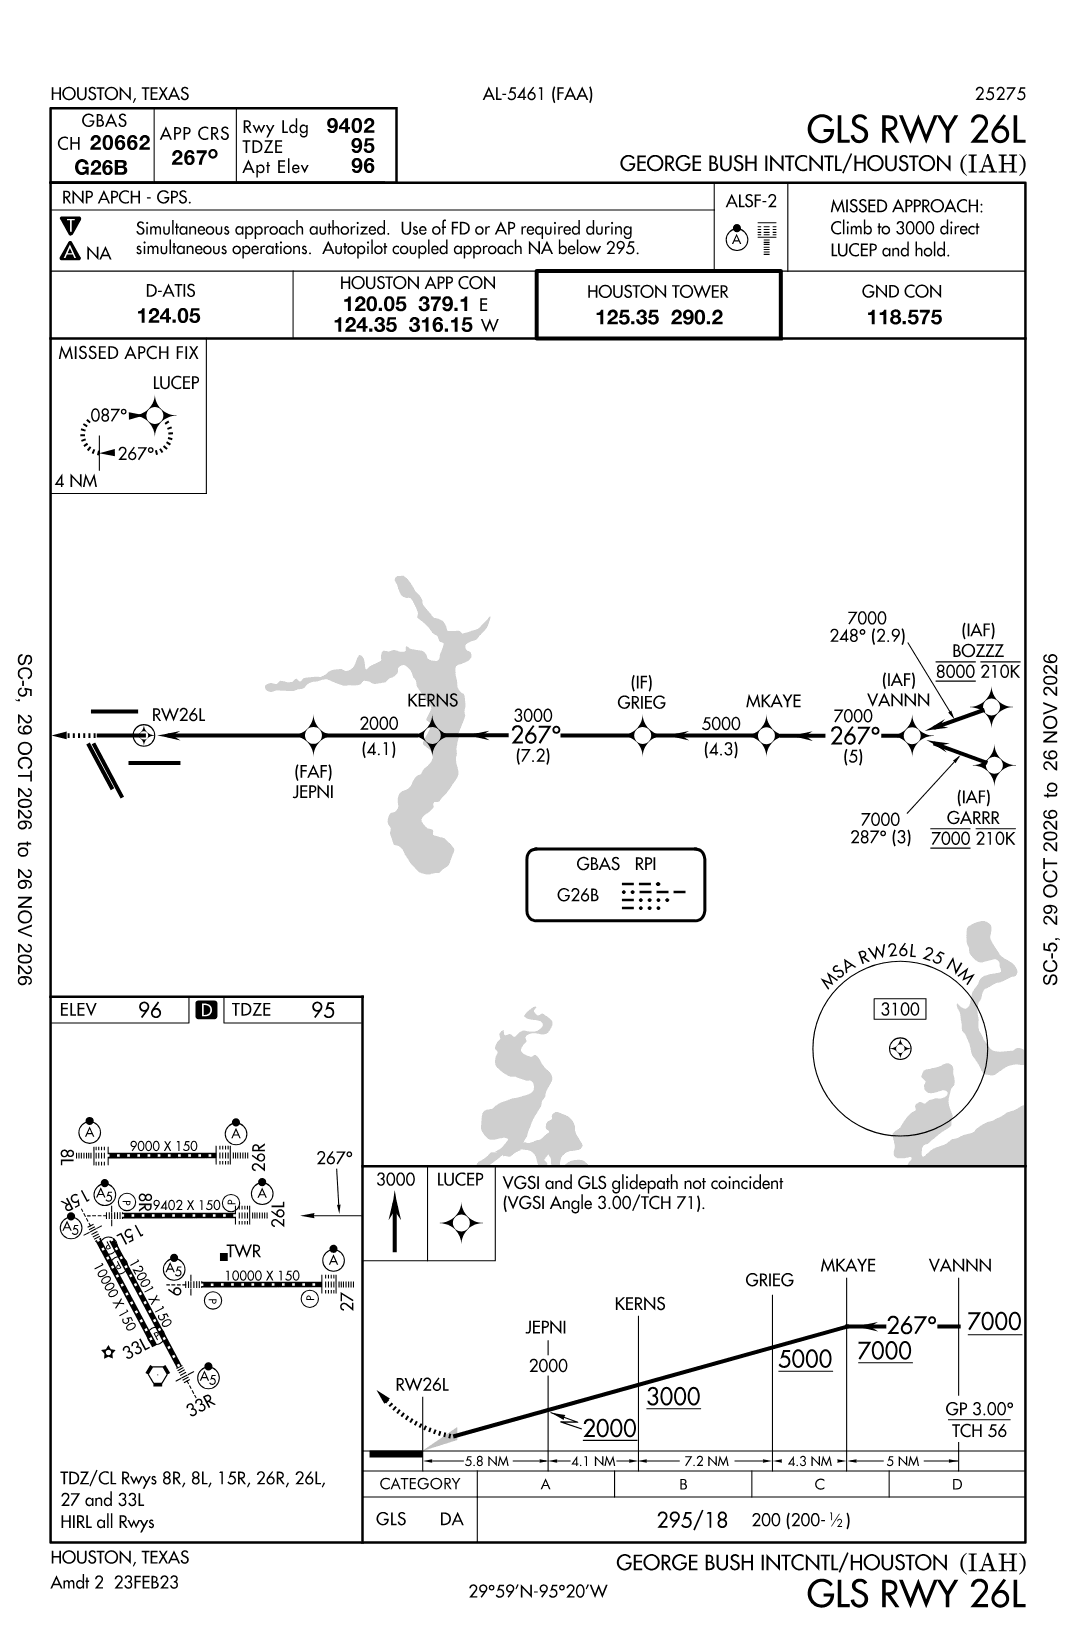 HOUSTON, TEXAS
AL-5461 (FAA)
25275
GBAS
CH 20662
G26B
APP CRS
267°
Rwy Ldg 9402
TDZE 95
Apt Elev 96
GLS RWY 26L
GEORGE BUSH INTCNTL/HOUSTON (IAH)
RNP APCH - GPS.
T
A NA
Simultaneous approach authorized. Use of FD or AP required during
simultaneous operations. Autopilot coupled approach NA below 295.
ALSF-2
A
MISSED APPROACH:
Climb to 3000 direct
LUCEP and hold.
D-ATIS
124.05
HOUSTON APP CON
120.05 379.1 E
124.35 316.15 W
HOUSTON TOWER
125.35 290.2
GND CON
118.575
MISSED APCH FIX
LUCEP
087°
267°
4 NM
7000
248° (2.9)
(IAF)
BOZZZ
8000 210K
(IAF)
VANNN
(IF)
GRIEG
MKAYE
KERNS
RW26L
2000
(4.1)
3000
267°
(7.2)
5000
(4.3)
7000
267°
(5)
(FAF)
JEPNI
7000
287° (3)
(IAF)
GARRR
7000 210K
GBAS RPI
G26B
MSA RW26L 25 NM
3100
SC-5, 29 OCT 2026 to 26 NOV 2026
SC-5, 29 OCT 2026 to 26 NOV 2026
ELEV 96
D
TDZE 95
A
A
8L
9000 X 150
26R
267°
15R
A5
P
8R
9402 X 150
P
A
26L
A5
15L
TWR
A5
A
9
10000 X 150
27
P
P
12001 X 150
10000 X 150
33L
A5
33R
TDZ/CL Rwys 8R, 8L, 15R, 26R, 26L,
27 and 33L
HIRL all Rwys
3000
LUCEP
VGSI and GLS glidepath not coincident
(VGSI Angle 3.00/TCH 71).
VANNN
MKAYE
GRIEG
KERNS
JEPNI
2000
RW26L
267°
7000
7000
5000
3000
2000
GP 3.00°
TCH 56
5.8 NM
4.1 NM
7.2 NM
4.3 NM
5 NM
CATEGORY
A
B
C
D
GLS DA
295/18 200 (200-½)
HOUSTON, TEXAS
Amdt 2 23FEB23
29°59'N-95°20'W
GEORGE BUSH INTCNTL/HOUSTON (IAH)
GLS RWY 26L